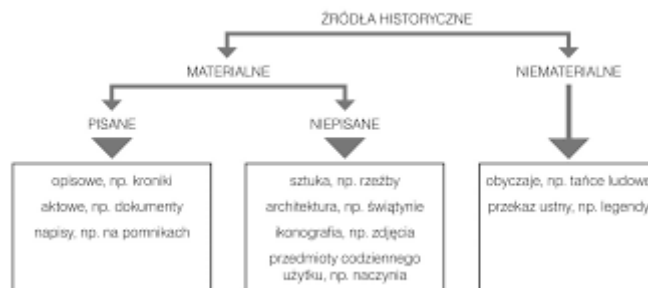 ŹRÓDŁA HISTORYCZNE
MATERIALNE
NIEMATERIALNE
PISANE
NIEPISANE
opisowe, np. kroniki
aktowe, np. dokumenty
napisy, np. na pomnikach
sztuka, np. rzeźby
architektura, np. świątynie
ikonografia, np. zdjęcia
przedmioty codziennego
użytku, np. naczynia
obyczaje, np. tańce ludowe
przekaz ustny, np. legendy